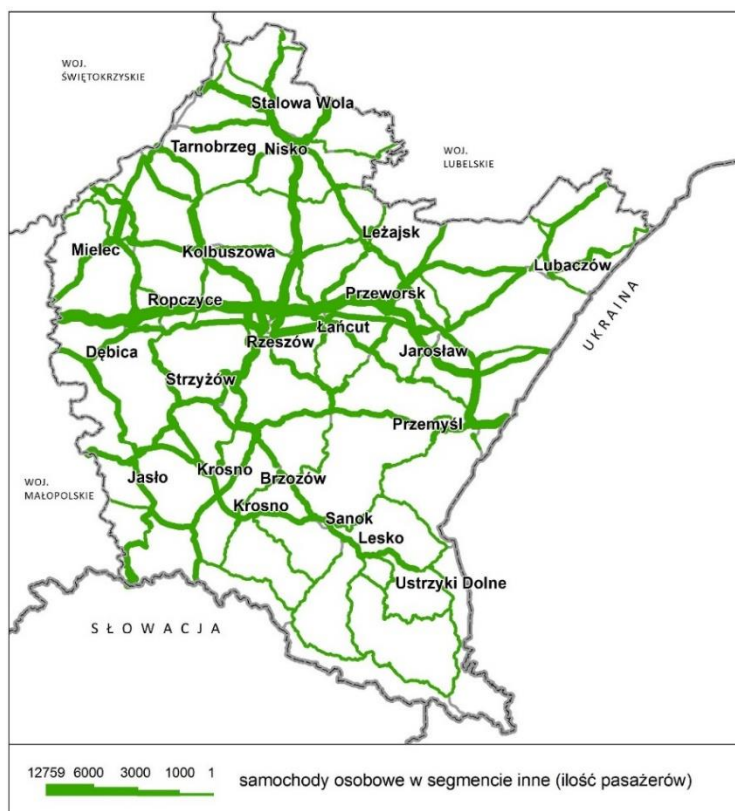 WOJ.
ŚWIĘTOKRZYSKIE
Stalowa Wola
Tarnobrzeg
Nisko
WOJ.
LUBELSKIE
Leżajsk
Mielec
Kolbuszowa
Lubaczów
Ropczyce
Przeworsk
Łańcut
Rzeszów
UKRAINA
Dębica
Jarosław
Strzyżów
Przemyśl
WOJ.
MAŁOPOLSKIE
Jasło
Krosno
Brzozów
Krosno
Sanok
Lesko
Ustrzyki Dolne
SŁOWACJA
12759 6000 3000 1000 1
samochody osobowe w segmencie inne (ilość pasażerów)